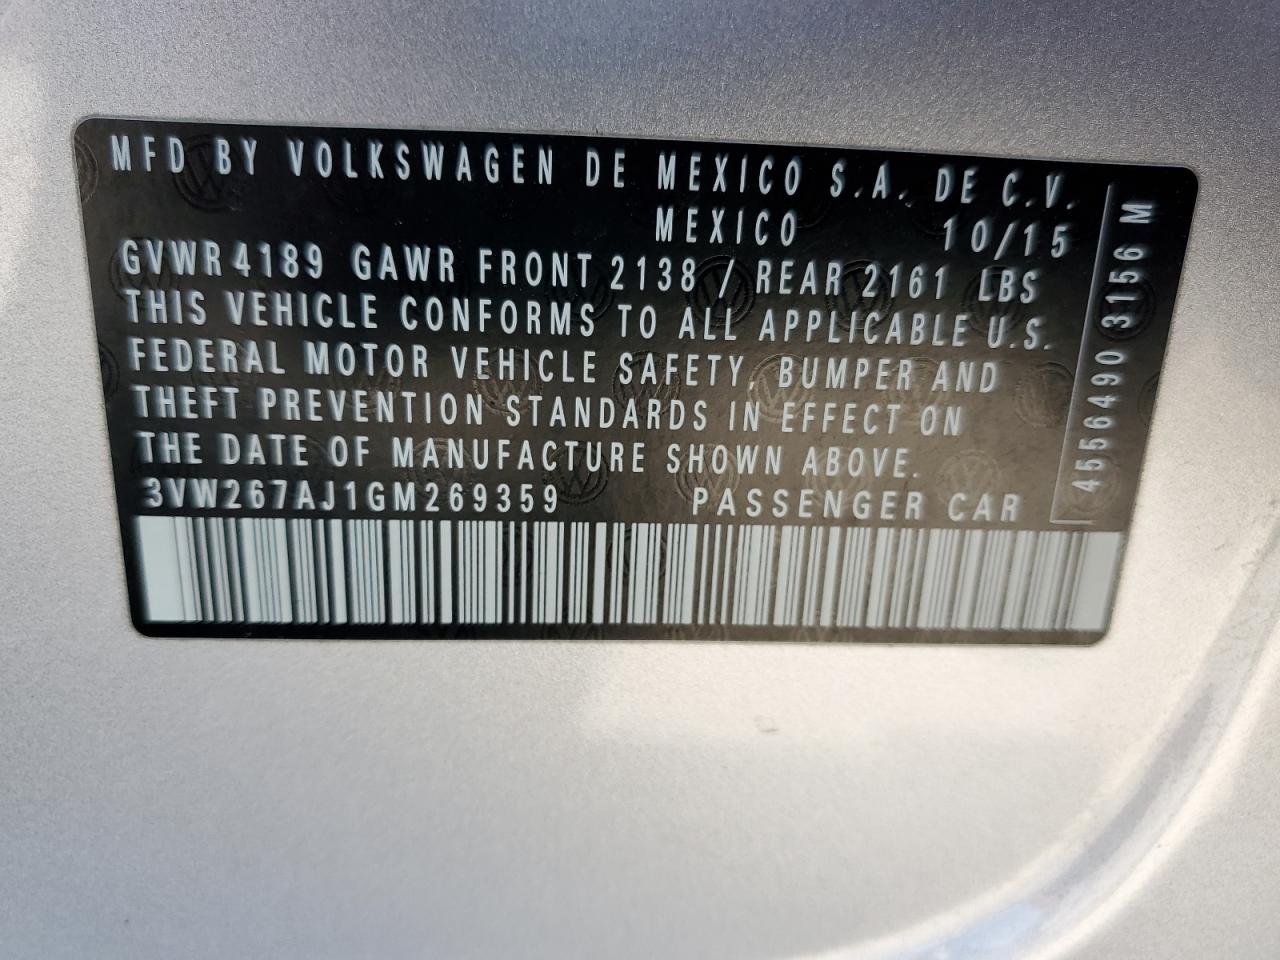 MFD BY VOLKSWAGEN DE MEXICO S.A. DE C.V.
MEXICO 10/15
GVWR 4189 GAWR FRONT 2138 / REAR 2161 LBS
THIS VEHICLE CONFORMS TO ALL APPLICABLE U.S.
FEDERAL MOTOR VEHICLE SAFETY, BUMPER AND
THEFT PREVENTION STANDARDS IN EFFECT ON
THE DATE OF MANUFACTURE SHOWN ABOVE.
3VW267AJ1GM269359 PASSENGER CAR
45564490 3156 M